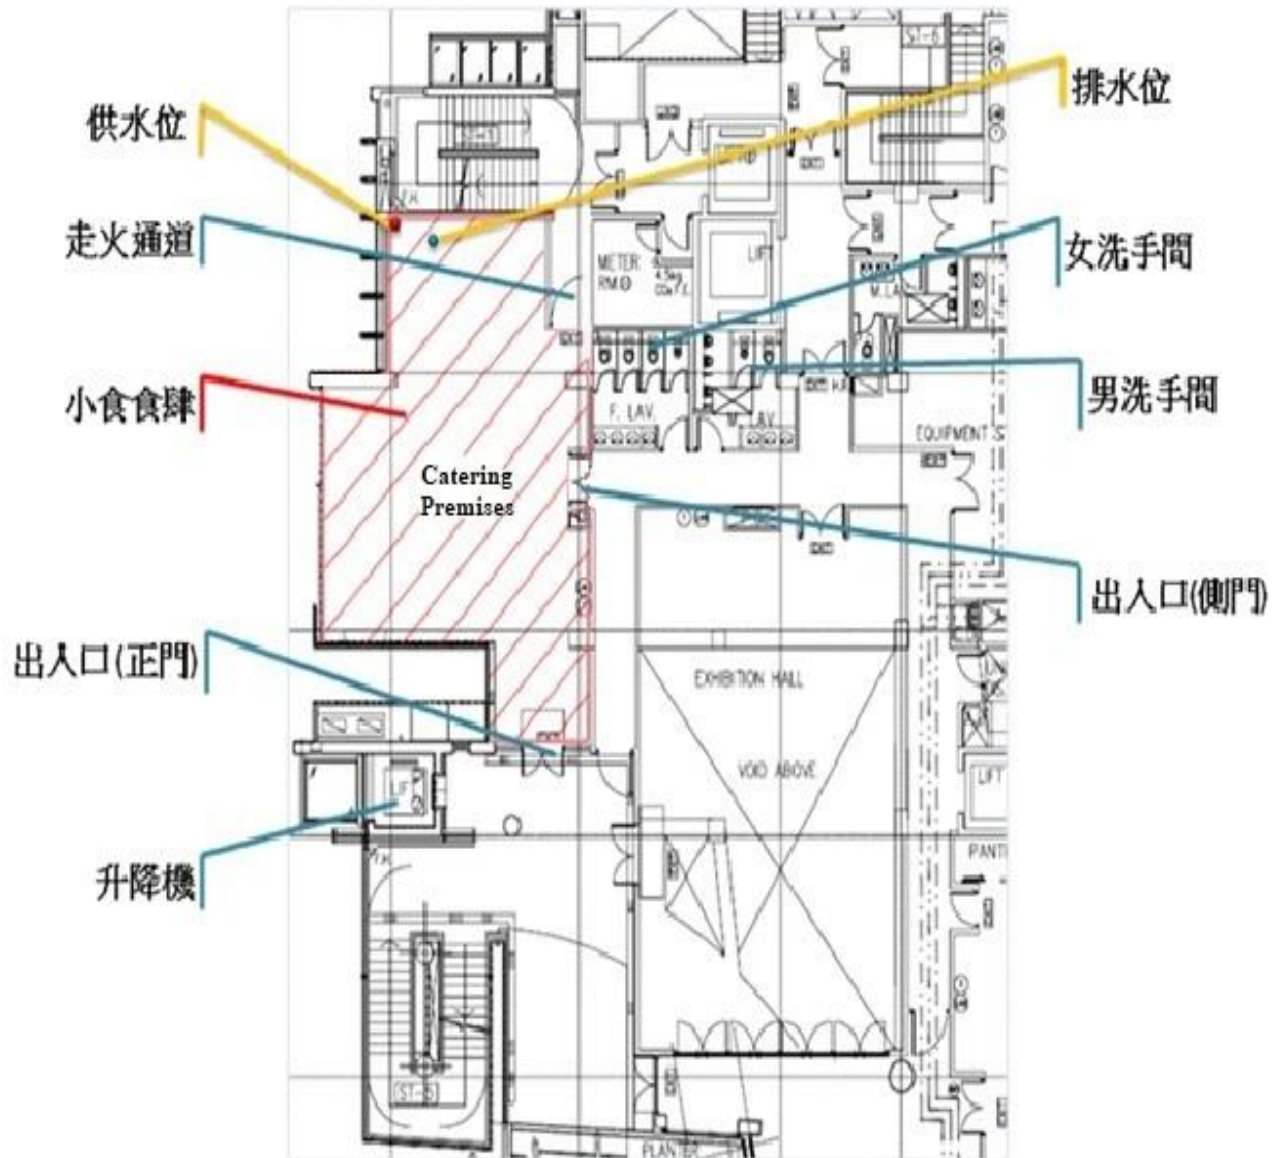 供水位
排水位
走火通道
女洗手間
METER
RM.
LIFT
小食食肆
男洗手間
F. LAV.
Catering
Premises
出入口(側門)
出入口(正門)
EXHIBITION HALL
VOID ABOVE
LIFT
升降機
ST-5
PLANTER